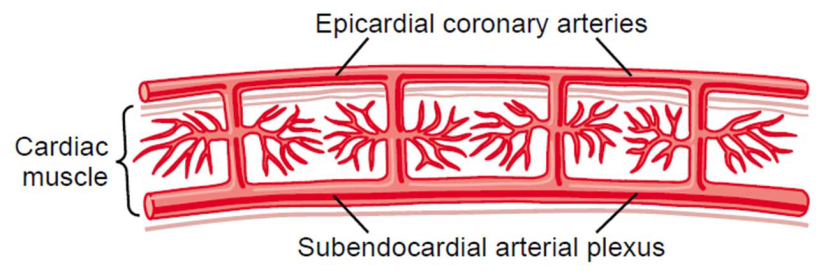 Epicardial coronary arteries
Cardiac
muscle
Subendocardial arterial plexus